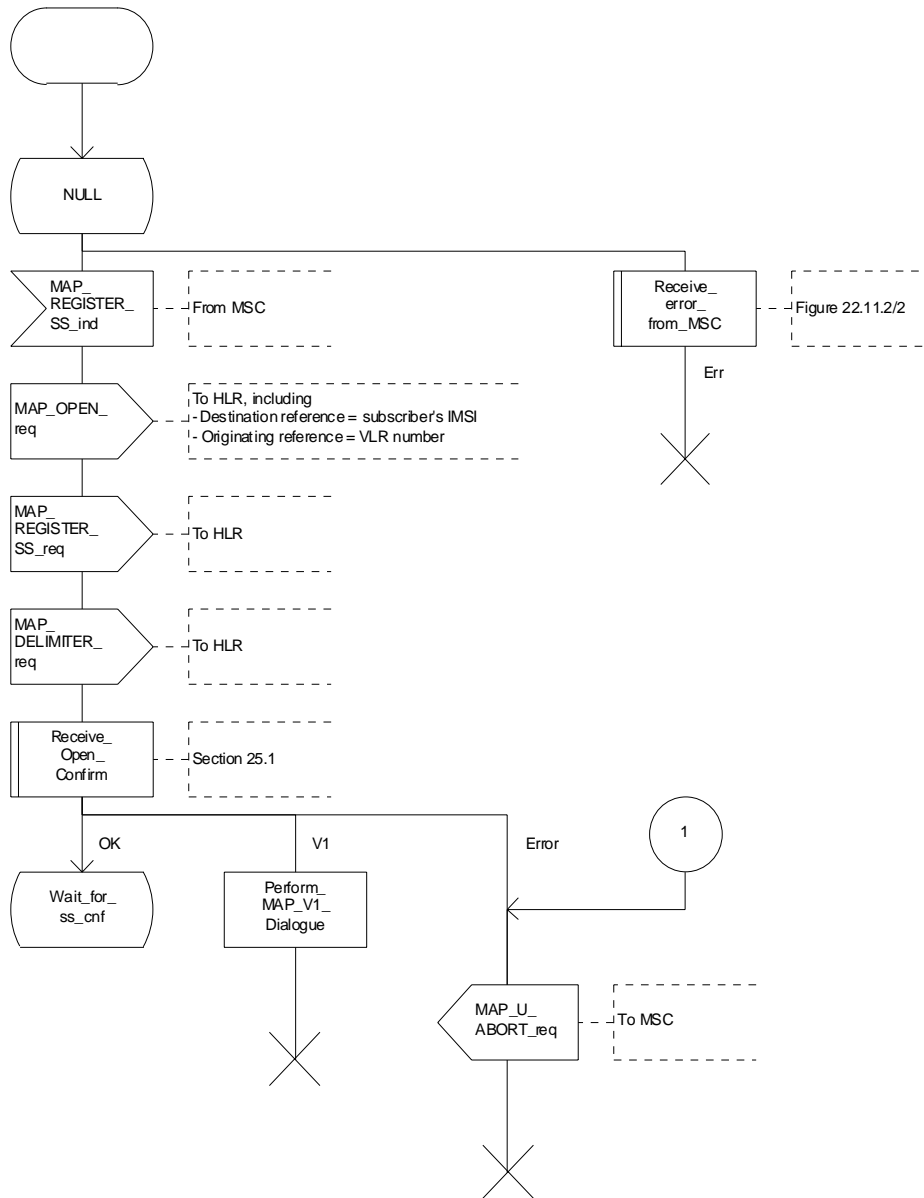 NULL
MAP_
REGISTER_
SS_ind
From MSC
Receive_
error_
from_MSC
Figure 22.11.2/2
Err
MAP_OPEN_
req
To HLR, including
- Destination reference = subscriber's IMSI
- Originating reference = VLR number
MAP_
REGISTER_
SS_req
To HLR
MAP_
DELIMITER_
req
To HLR
Receive_
Open_
Confirm
Section 25.1
OK
V1
Error
1
Wait_for_
ss_cnf
Perform_
MAP_V1_
Dialogue
MAP_U_
ABORT_req
To MSC